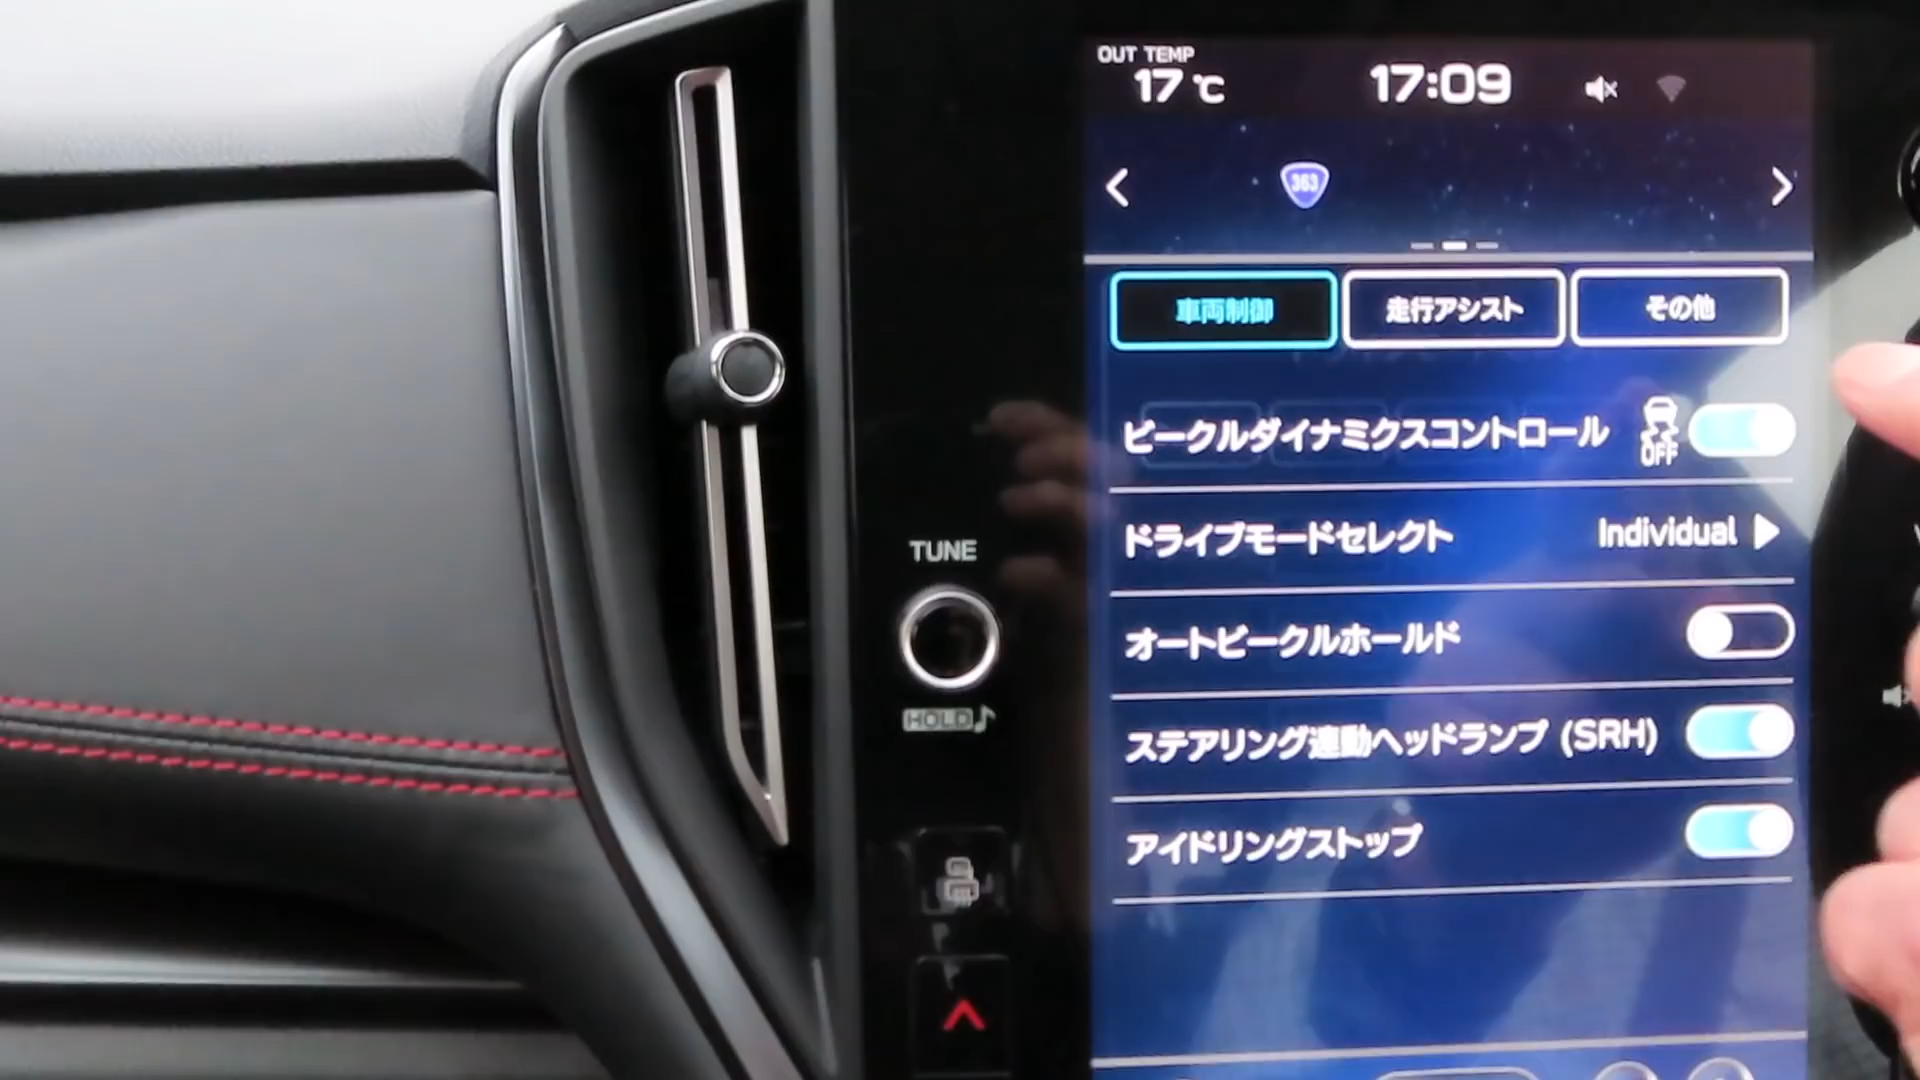 OUT TEMP
17 ℃
17:09
363
車両制御
走行アシスト
その他
ビークルダイナミクスコントロール
OFF
ドライブモードセレクト
Individual
オートビークルホールド
ステアリング連動ヘッドランプ (SRH)
アイドリングストップ
TUNE
HOLD♪